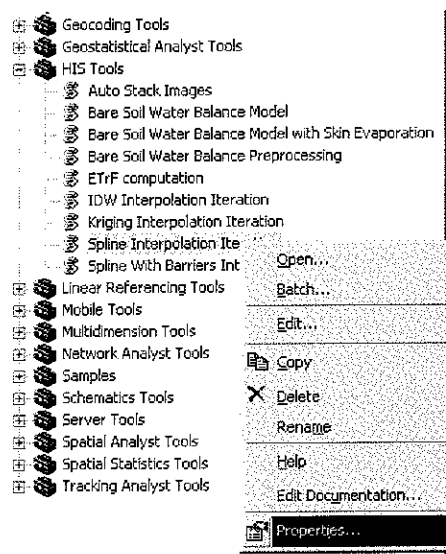 Geocoding Tools
Geostatistical Analyst Tools
HIS Tools
Auto Stack Images
Bare Soil Water Balance Model
Bare Soil Water Balance Model with Skin Evaporation
Bare Soil Water Balance Preprocessing
ETrF computation
IDW Interpolation Iteration
Kriging Interpolation Iteration
Spline Interpolation Ite
Spline With Barriers Int
Linear Referencing Tools
Mobile Tools
Multidimension Tools
Network Analyst Tools
Samples
Schematics Tools
Server Tools
Spatial Analyst Tools
Spatial Statistics Tools
Tracking Analyst Tools
Open...
Batch...
Edit...
Copy
Delete
Rename
Help
Edit Documentation...
Properties...